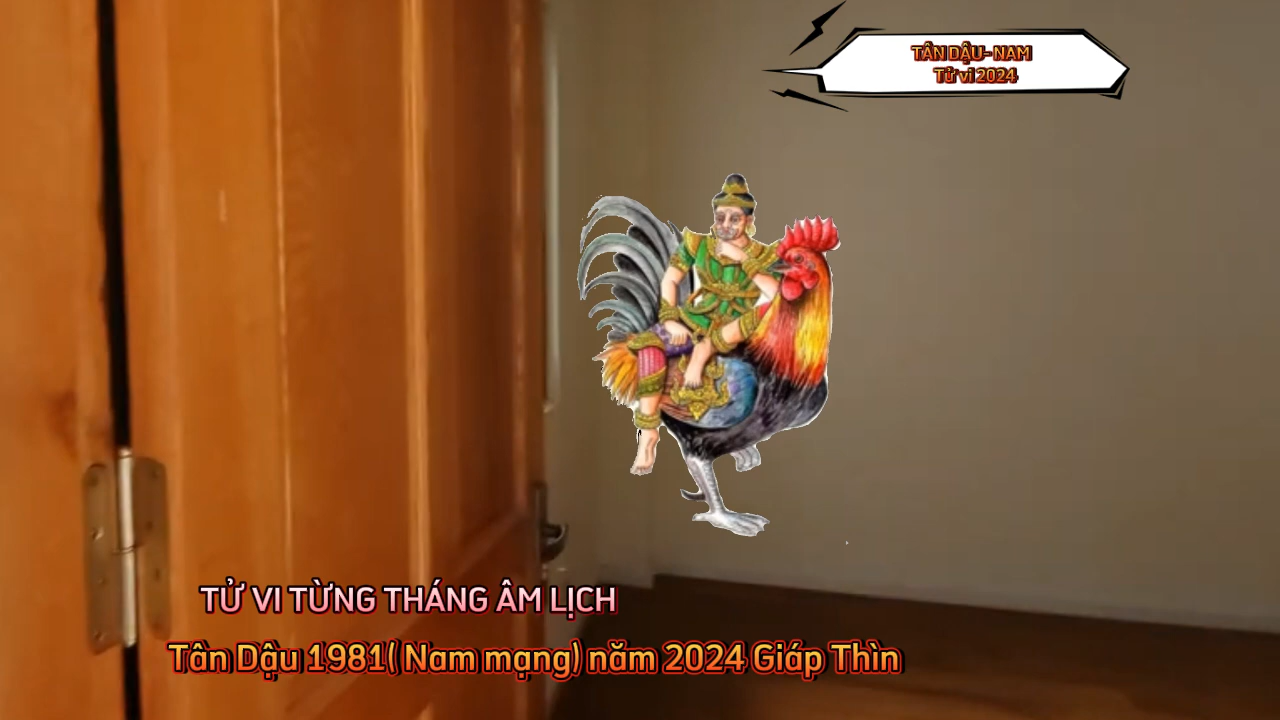 TÂN DẬU- NAM
Tử vi 2024
TỬ VI TỪNG THÁNG ÂM LỊCH
Tân Dậu 1981( Nam mạng) năm 2024 Giáp Thìn